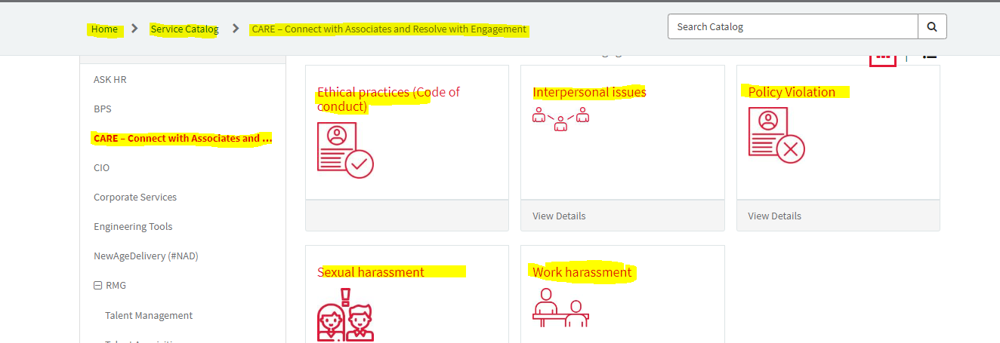 Home > Service Catalog > CARE – Connect with Associates and Resolve with Engagement
Search Catalog
ASK HR
BPS
CARE – Connect with Associates and ...
CIO
Corporate Services
Engineering Tools
NewAgeDelivery (#NAD)
RMG
Talent Management
Ethical practices (Code of
conduct)
Interpersonal issues
View Details
Policy Violation
View Details
Sexual harassment
Work harassment